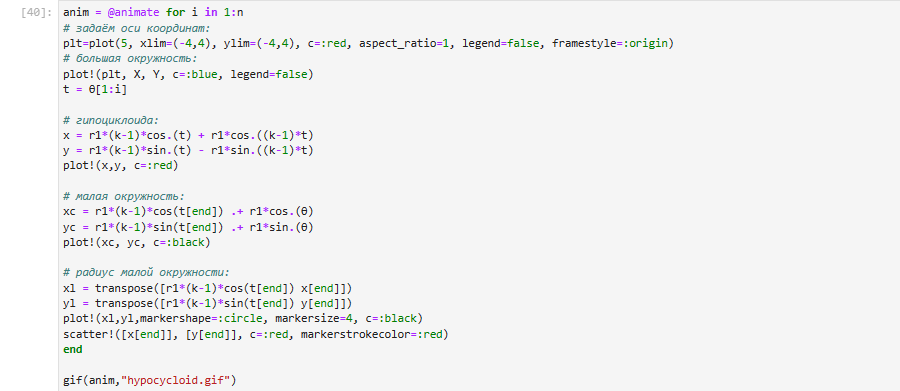 [40]: anim = @animate for i in 1:n
# задаём оси координат:
plt=plot(5, xlim=(-4,4), ylim=(-4,4), c=:red, aspect_ratio=1, legend=false, framestyle=:origin)
# большая окружность:
plot!(plt, X, Y, c=:blue, legend=false)
t = θ[1:i]
# гипоциклоида:
x = r1*(k-1)*cos.(t) + r1*cos.((k-1)*t)
y = r1*(k-1)*sin.(t) - r1*sin.((k-1)*t)
plot!(x,y, c=:red)
# малая окружность:
xc = r1*(k-1)*cos(t[end]) .+ r1*cos.(θ)
yc = r1*(k-1)*sin(t[end]) .+ r1*sin.(θ)
plot!(xc, yc, c=:black)
# радиус малой окружности:
xl = transpose([r1*(k-1)*cos(t[end]) x[end]])
yl = transpose([r1*(k-1)*sin(t[end]) y[end]])
plot!(xl,yl,markershape=:circle, markersize=4, c=:black)
scatter!([x[end]], [y[end]], c=:red, markerstrokecolor=:red)
end
gif(anim,"hypocycloid.gif")